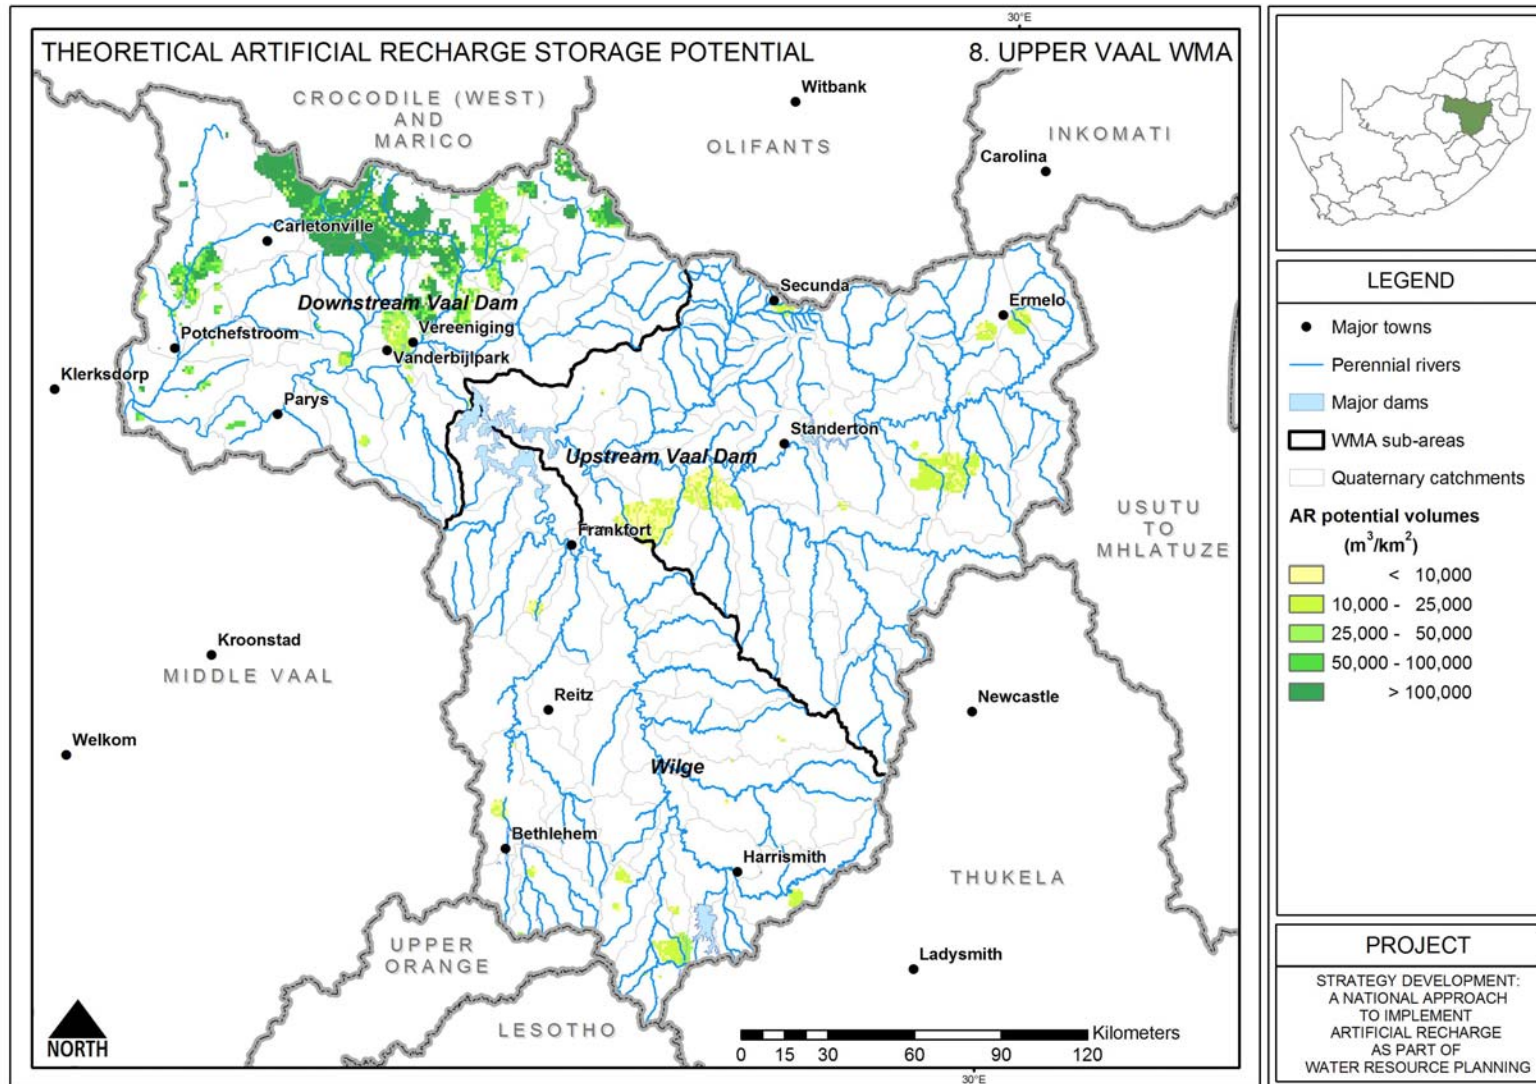 30°E
THEORETICAL ARTIFICIAL RECHARGE STORAGE POTENTIAL
8. UPPER VAAL WMA
CROCODILE (WEST)
AND
MARICO
Witbank
OLIFANTS
INKOMATI
Carolina
Carletonville
Secunda
Ermelo
Downstream Vaal Dam
Vereeniging
Potchefstroom
Vanderbijlpark
Klerksdorp
Parys
Standerton
Upstream Vaal Dam
USUTU
TO
MHLATUZE
Frankfort
Kroonstad
MIDDLE VAAL
Reitz
Newcastle
Welkom
Wilge
Bethlehem
Harrismith
THUKELA
UPPER
ORANGE
Ladysmith
LESOTHO
NORTH
Kilometers
0 15 30 60 90 120
30°E
LEGEND
Major towns
Perennial rivers
Major dams
WMA sub-areas
Quaternary catchments
AR potential volumes
(m³/km²)
< 10,000
10,000 - 25,000
25,000 - 50,000
50,000 - 100,000
> 100,000
PROJECT
STRATEGY DEVELOPMENT:
A NATIONAL APPROACH
TO IMPLEMENT
ARTIFICIAL RECHARGE
AS PART OF
WATER RESOURCE PLANNING